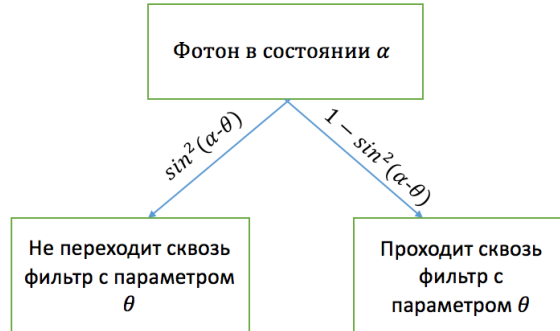 Фотон в состоянии α
sin²(α-θ)
1 − sin²(α-θ)
Не переходит сквозь
фильтр с параметром
θ
Проходит сквозь
фильтр с
параметром θ